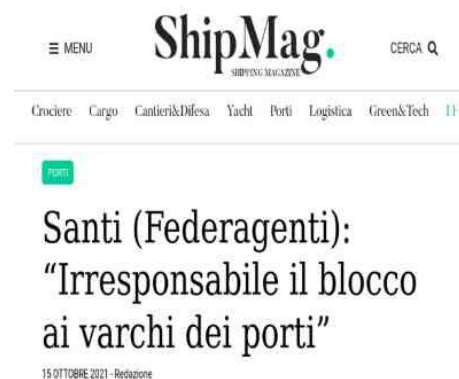 ≡ MENU
ShipMag.
SHIPPING MAGAZINE
CERCA
Crociere Cargo Cantieri&Difesa Yacht Porti Logistica Green&Tech
PORTI
Santi (Federagenti):
“Irresponsabile il blocco
ai varchi dei porti”
15 OTTOBRE 2021 - Redazione